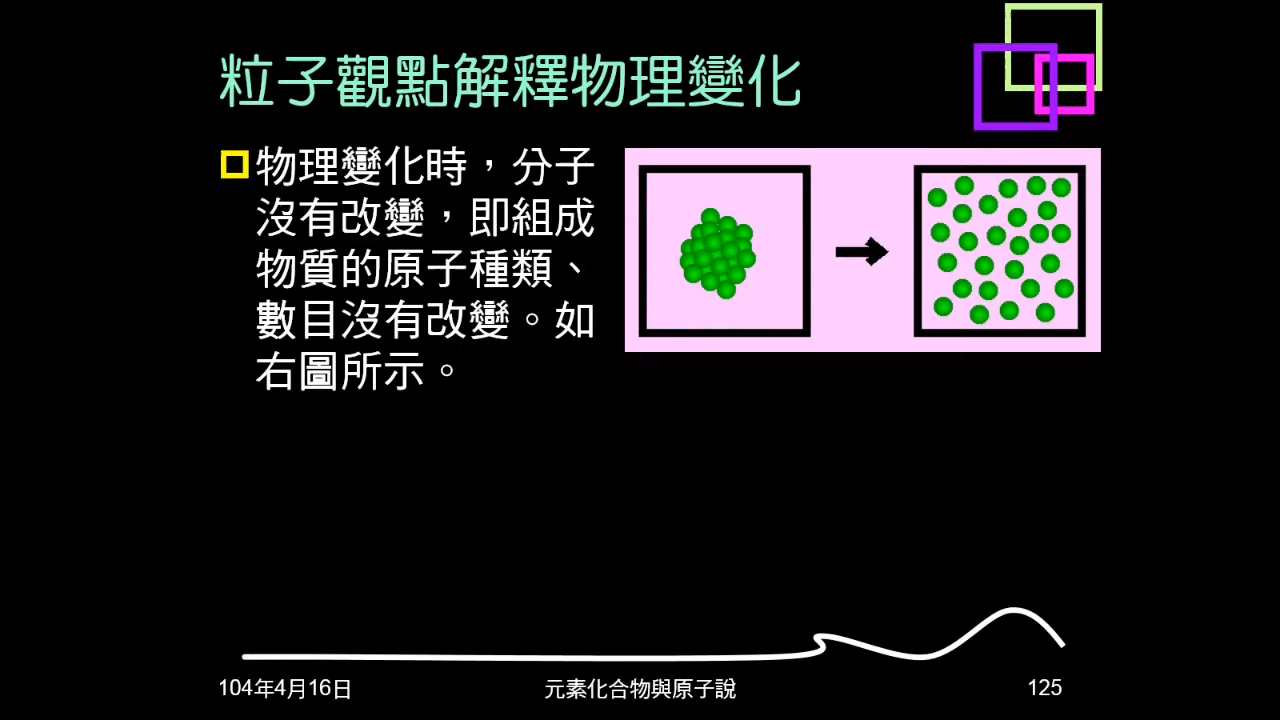 粒子觀點解釋物理變化
物理變化時，分子
沒有改變，即組成
物質的原子種類、
數目沒有改變。如
右圖所示。
104年4月16日
元素化合物與原子說
125